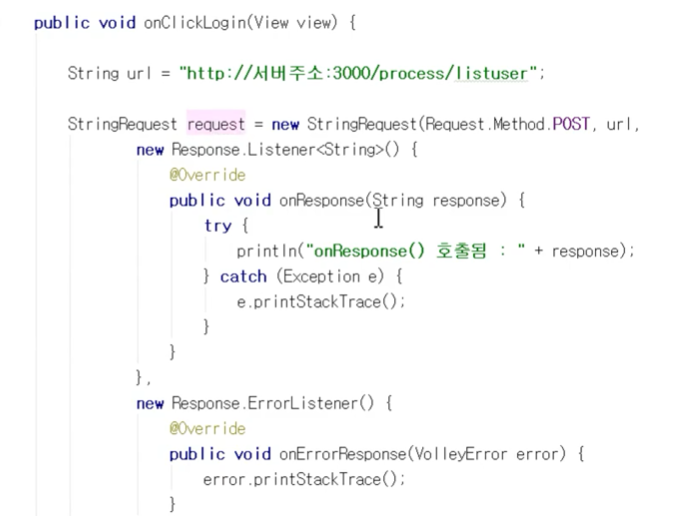 public void onClickLogin(View view) {
String url = "http://서버주소:3000/process/listuser";
StringRequest request = new StringRequest(Request.Method.POST, url,
new Response.Listener<String>() {
@Override
public void onResponse(String response) {
try {
println("onResponse() 호출됨 : " + response);
} catch (Exception e) {
e.printStackTrace();
}
}
},
new Response.ErrorListener() {
@Override
public void onErrorResponse(VolleyError error) {
error.printStackTrace();
}